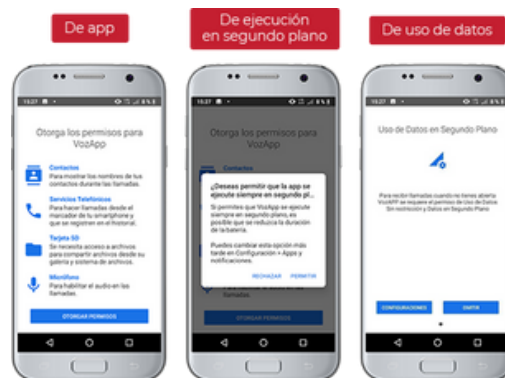 De app
De ejecución
en segundo plano
De uso de datos
15:27
Otorga los permisos para
VozApp
Contactos
Para mostrar los nombres de tus
contactos durante las llamadas.
Servicios Telefónicos
Para hacer llamadas desde el
marcador de tu smartphone y
que se registren en el historial.
Tarjeta SD
Se necesita acceso a archivos
para compartir archivos desde su
galería y sistema de archivos.
Micrófono
Para habilitar el audio en las
llamadas.
OTORGAR PERMISOS
15:27
Otorga los permisos para
VozApp
Contactos
¿Deseas permitir que la app se
ejecute siempre en segundo pl...
Si permites que VozApp se ejecute
siempre en segundo plano, es
posible que se reduzca la duración
de la batería.
Puedes cambiar esta opción más
tarde en Configuración > Apps y
notificaciones.
RECHAZAR PERMITIR
llamadas.
OTORGAR PERMISOS
15:27
Uso de Datos en Segundo Plano
Para recibir llamadas cuando no tienes abierta
VozAPP se requiere el permiso de Uso de Datos
Sin restricción y Datos en Segundo Plano
CONFIGURACIONES OMITIR